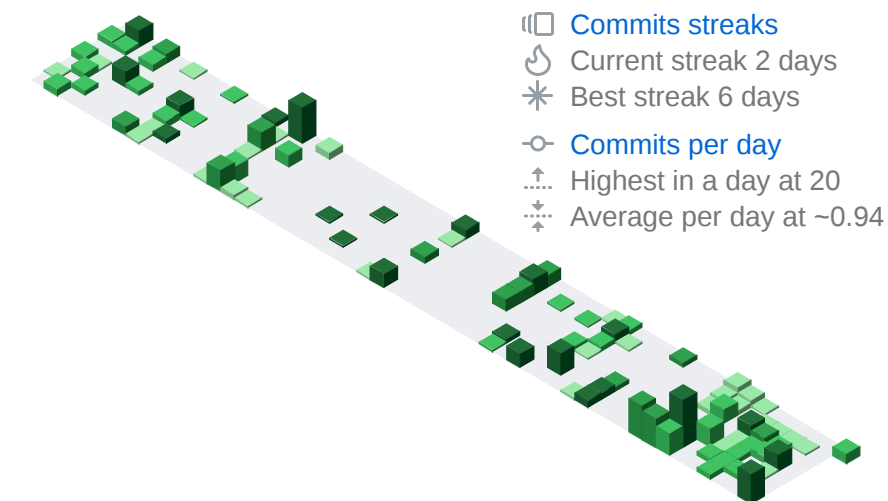 Commits streaks
Current streak 2 days
Best streak 6 days
Commits per day
Highest in a day at 20
Average per day at ~0.94